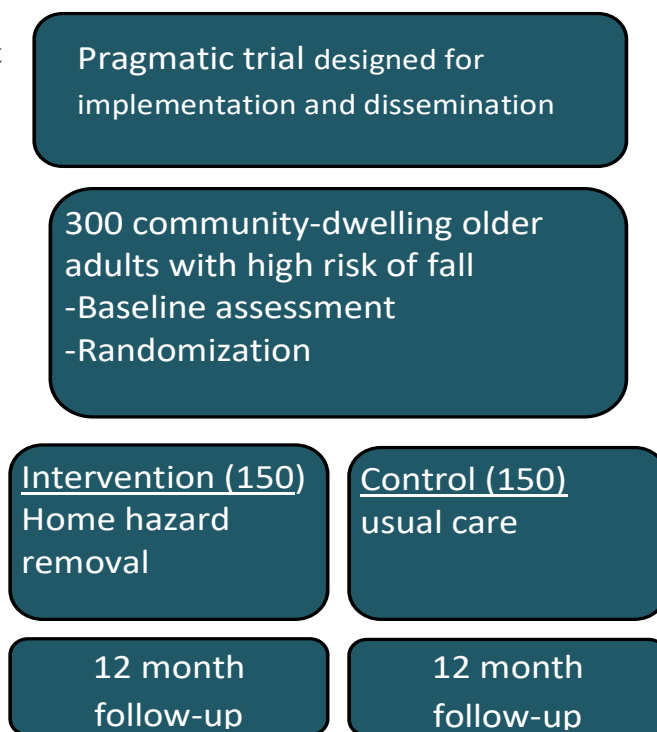 Pragmatic trial designed for
implementation and dissemination
300 community-dwelling older
adults with high risk of fall
-Baseline assessment
-Randomization
Intervention (150)
Home hazard
removal
Control (150)
usual care
12 month
follow-up
12 month
follow-up